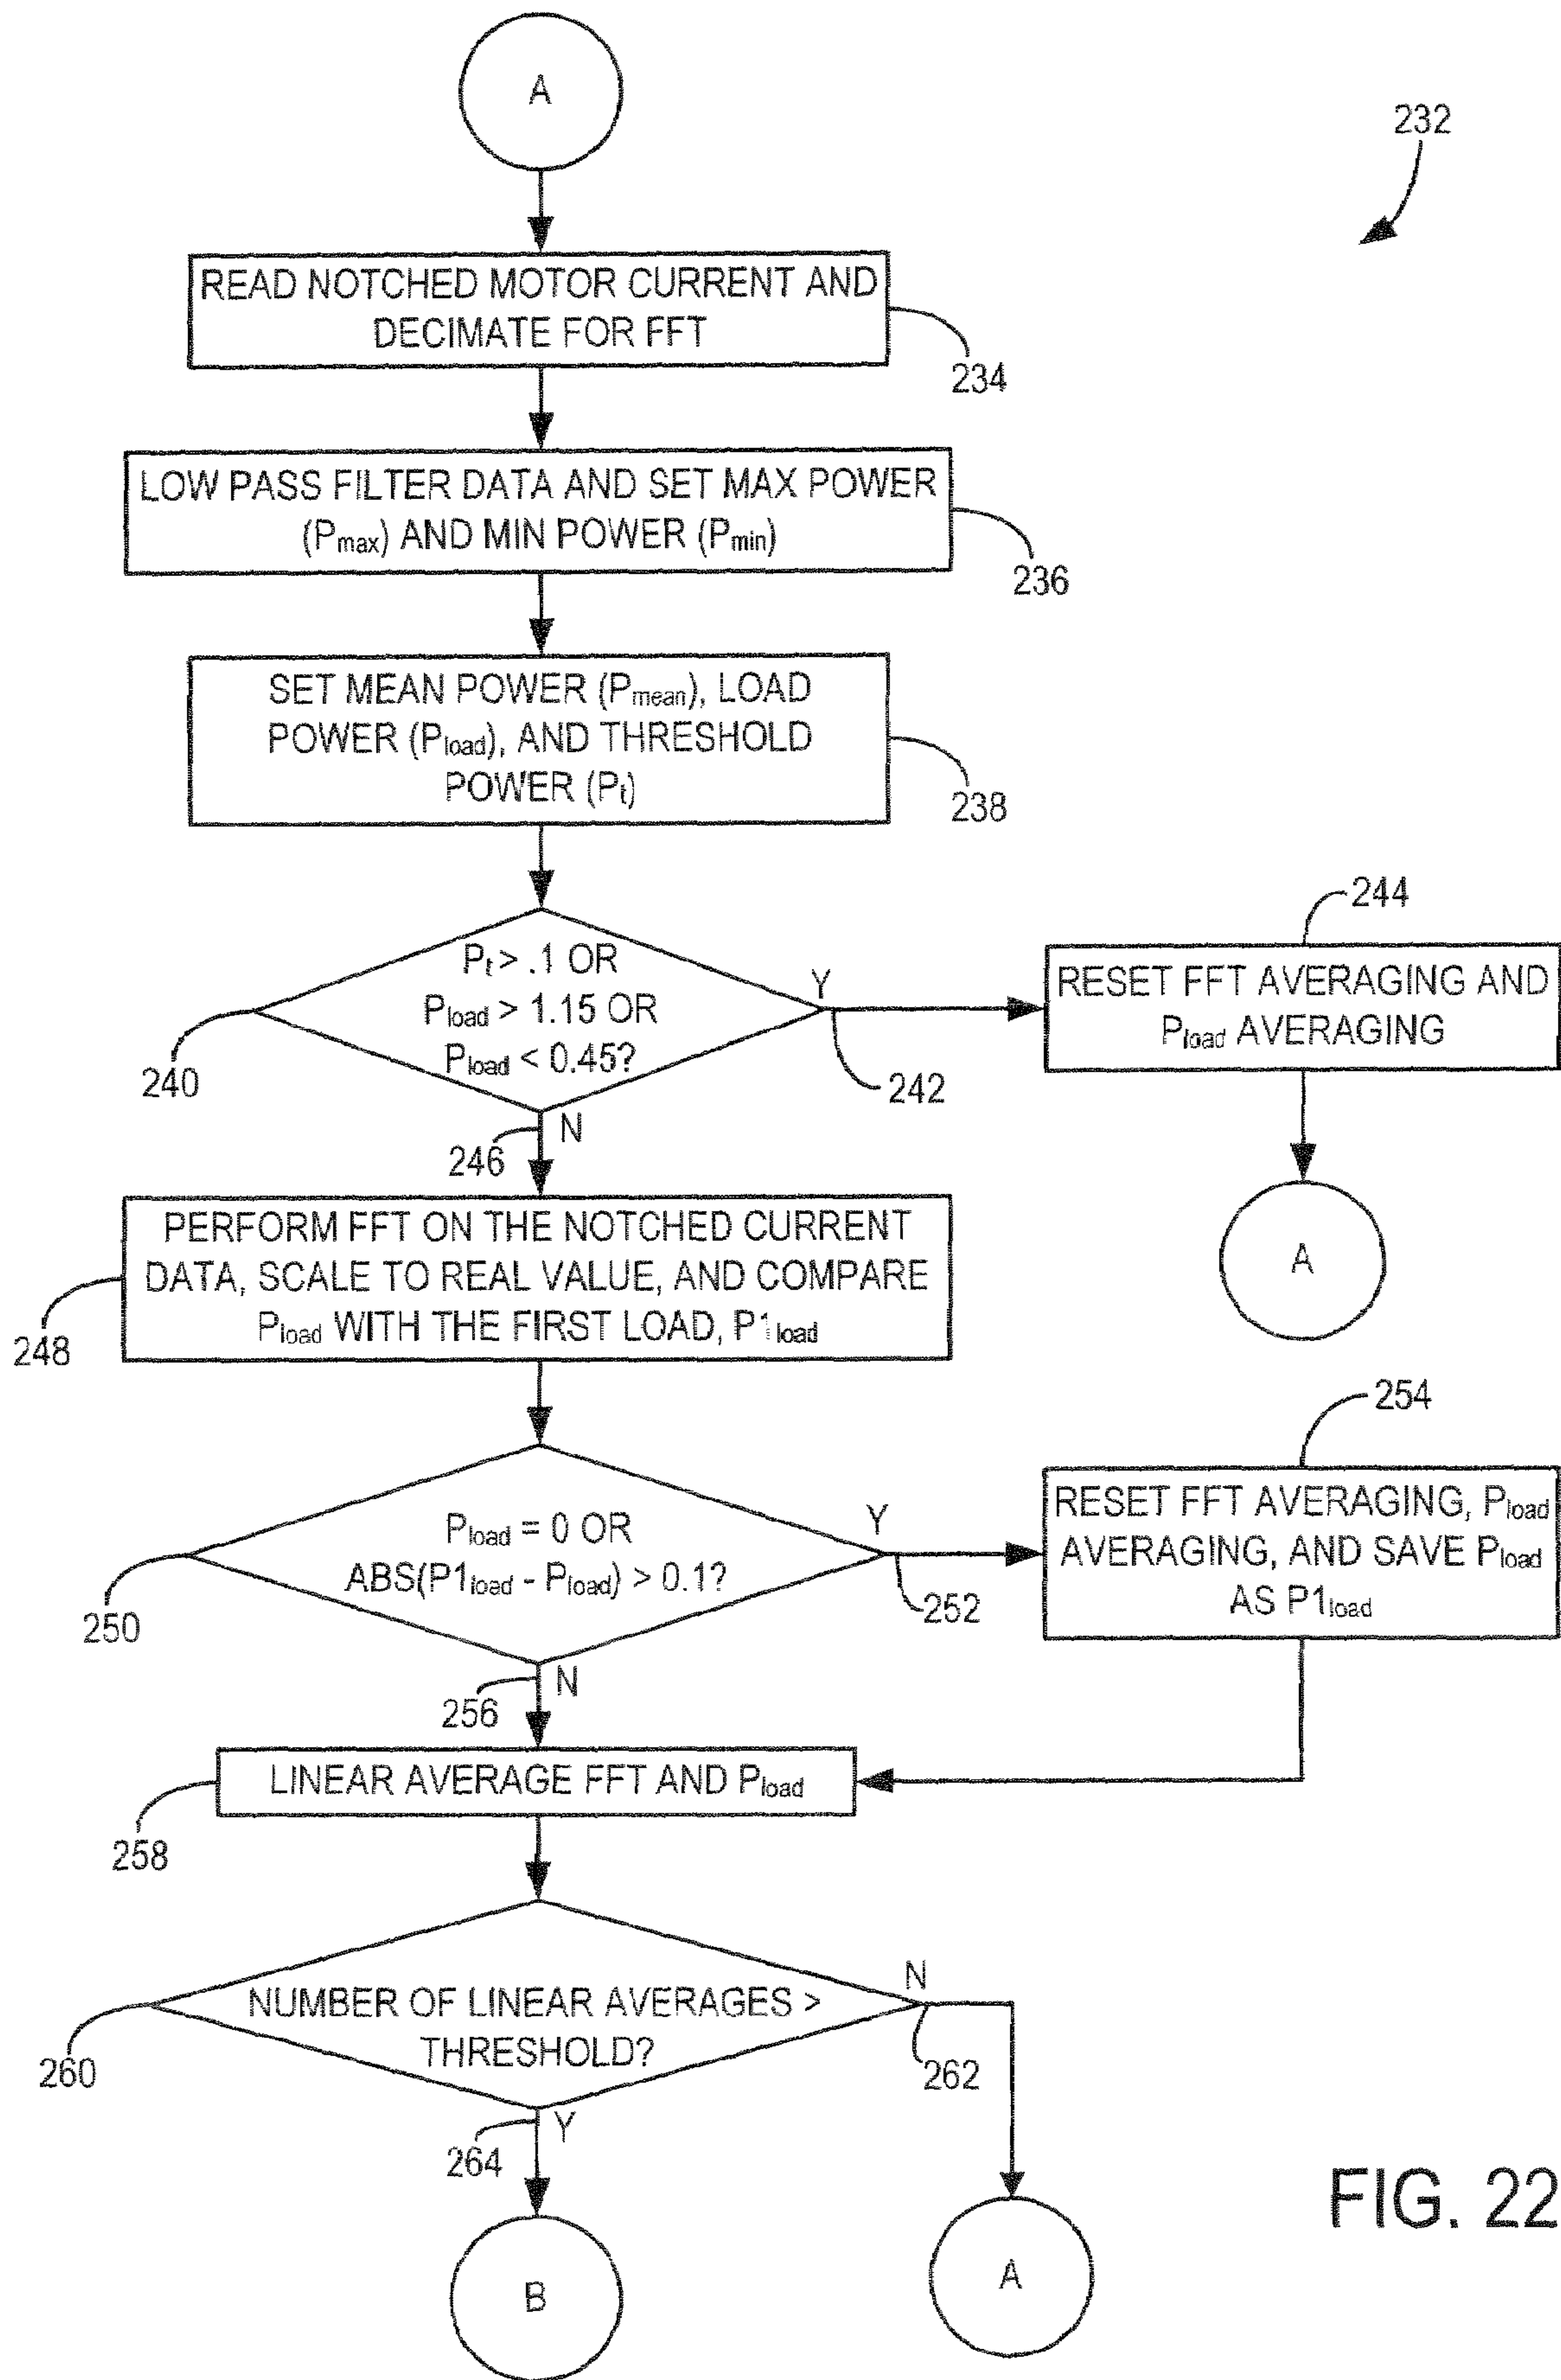 A
232
READ NOTCHED MOTOR CURRENT AND
DECIMATE FOR FFT
234
LOW PASS FILTER DATA AND SET MAX POWER
(Pmax) AND MIN POWER (Pmin)
236
SET MEAN POWER (Pmean), LOAD
POWER (Pload), AND THRESHOLD
POWER (Pt)
238
Pt > .1 OR
Pload > 1.15 OR
Pload < 0.45?
240
Y
242
244
RESET FFT AVERAGING AND
Pload AVERAGING
A
246
N
PERFORM FFT ON THE NOTCHED CURRENT
DATA, SCALE TO REAL VALUE, AND COMPARE
Pload WITH THE FIRST LOAD, P1load
248
Pload = 0 OR
ABS(P1load - Pload) > 0.1?
250
Y
252
254
RESET FFT AVERAGING, Pload
AVERAGING, AND SAVE Pload
AS P1load
256
N
LINEAR AVERAGE FFT AND Pload
258
NUMBER OF LINEAR AVERAGES >
THRESHOLD?
260
N
262
264
Y
B
A
FIG. 22